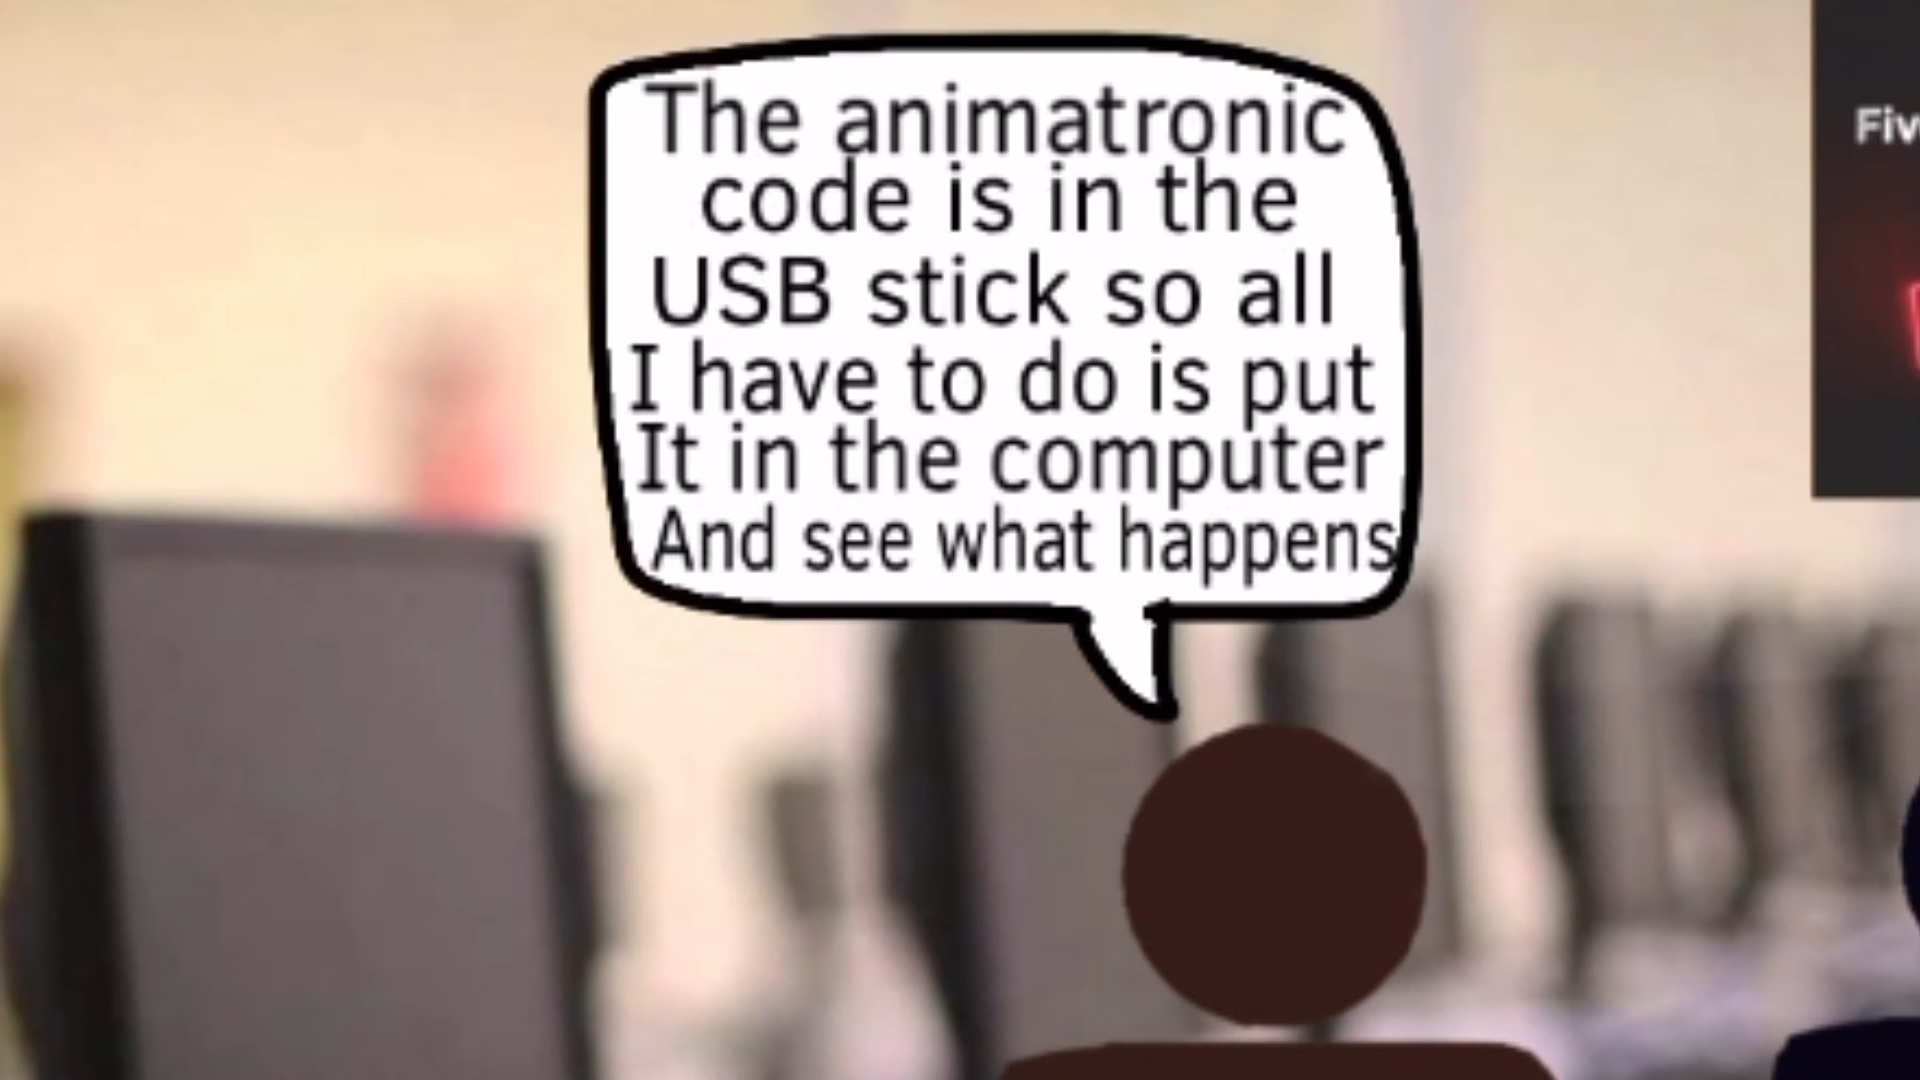 The animatronic
code is in the
USB stick so all
I have to do is put
It in the computer
And see what happens
Fiv